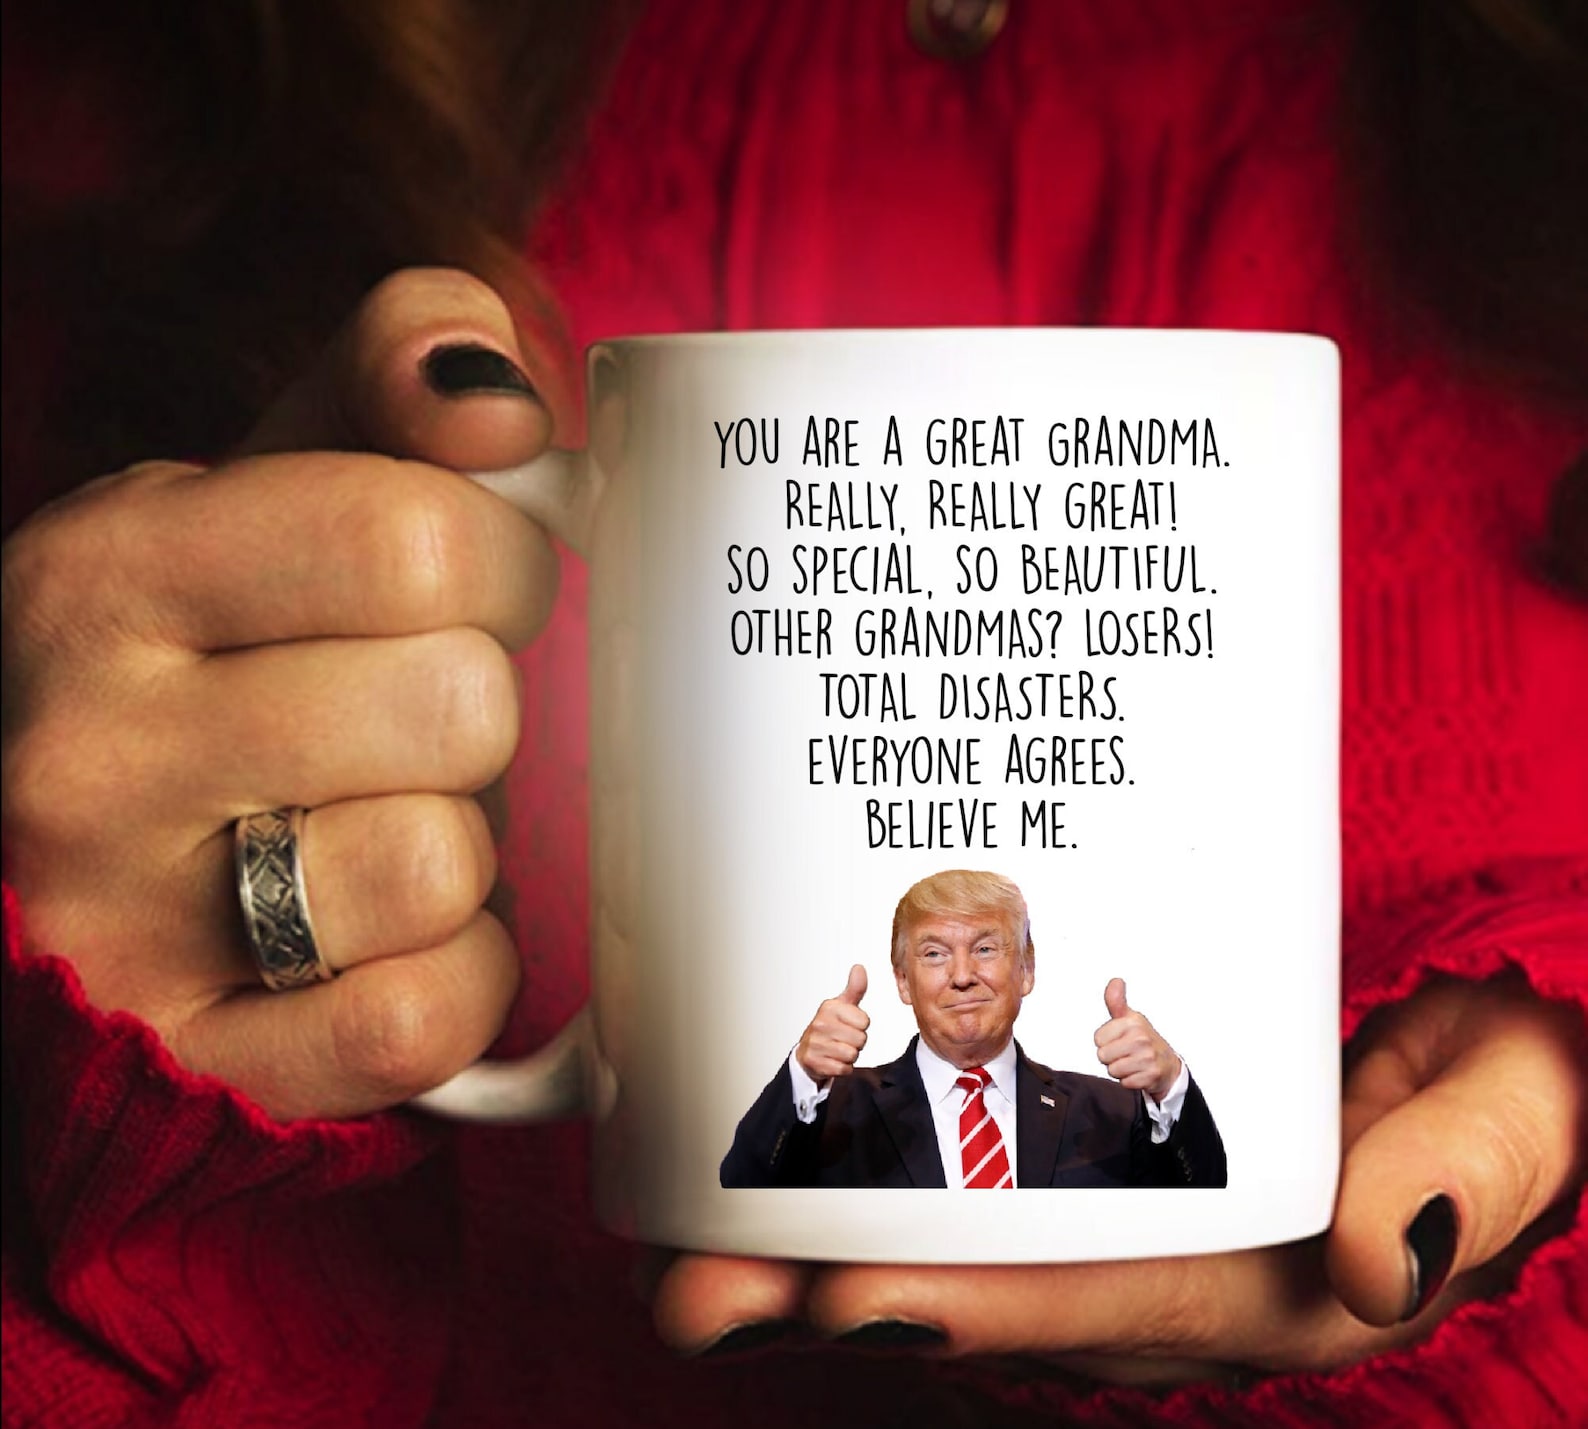 YOU ARE A GREAT GRANDMA.
REALLY, REALLY GREAT!
SO SPECIAL, SO BEAUTIFUL.
OTHER GRANDMAS? LOSERS!
TOTAL DISASTERS.
EVERYONE AGREES.
BELIEVE ME.